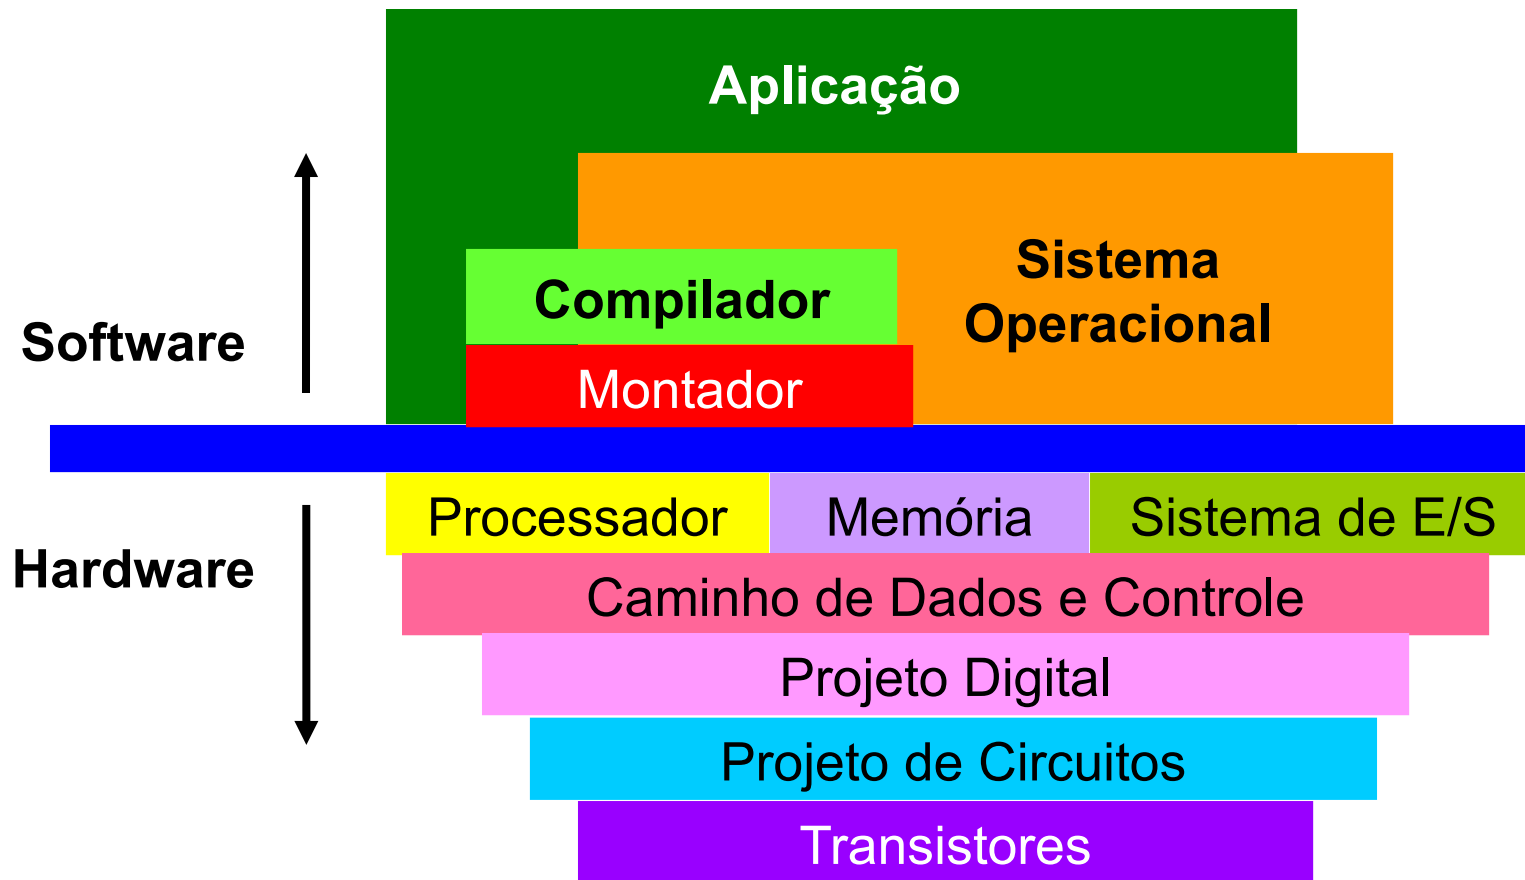 Aplicação
Sistema
Operacional
Compilador
Software
Montador
Processador
Memória
Sistema de E/S
Hardware
Caminho de Dados e Controle
Projeto Digital
Projeto de Circuitos
Transistores